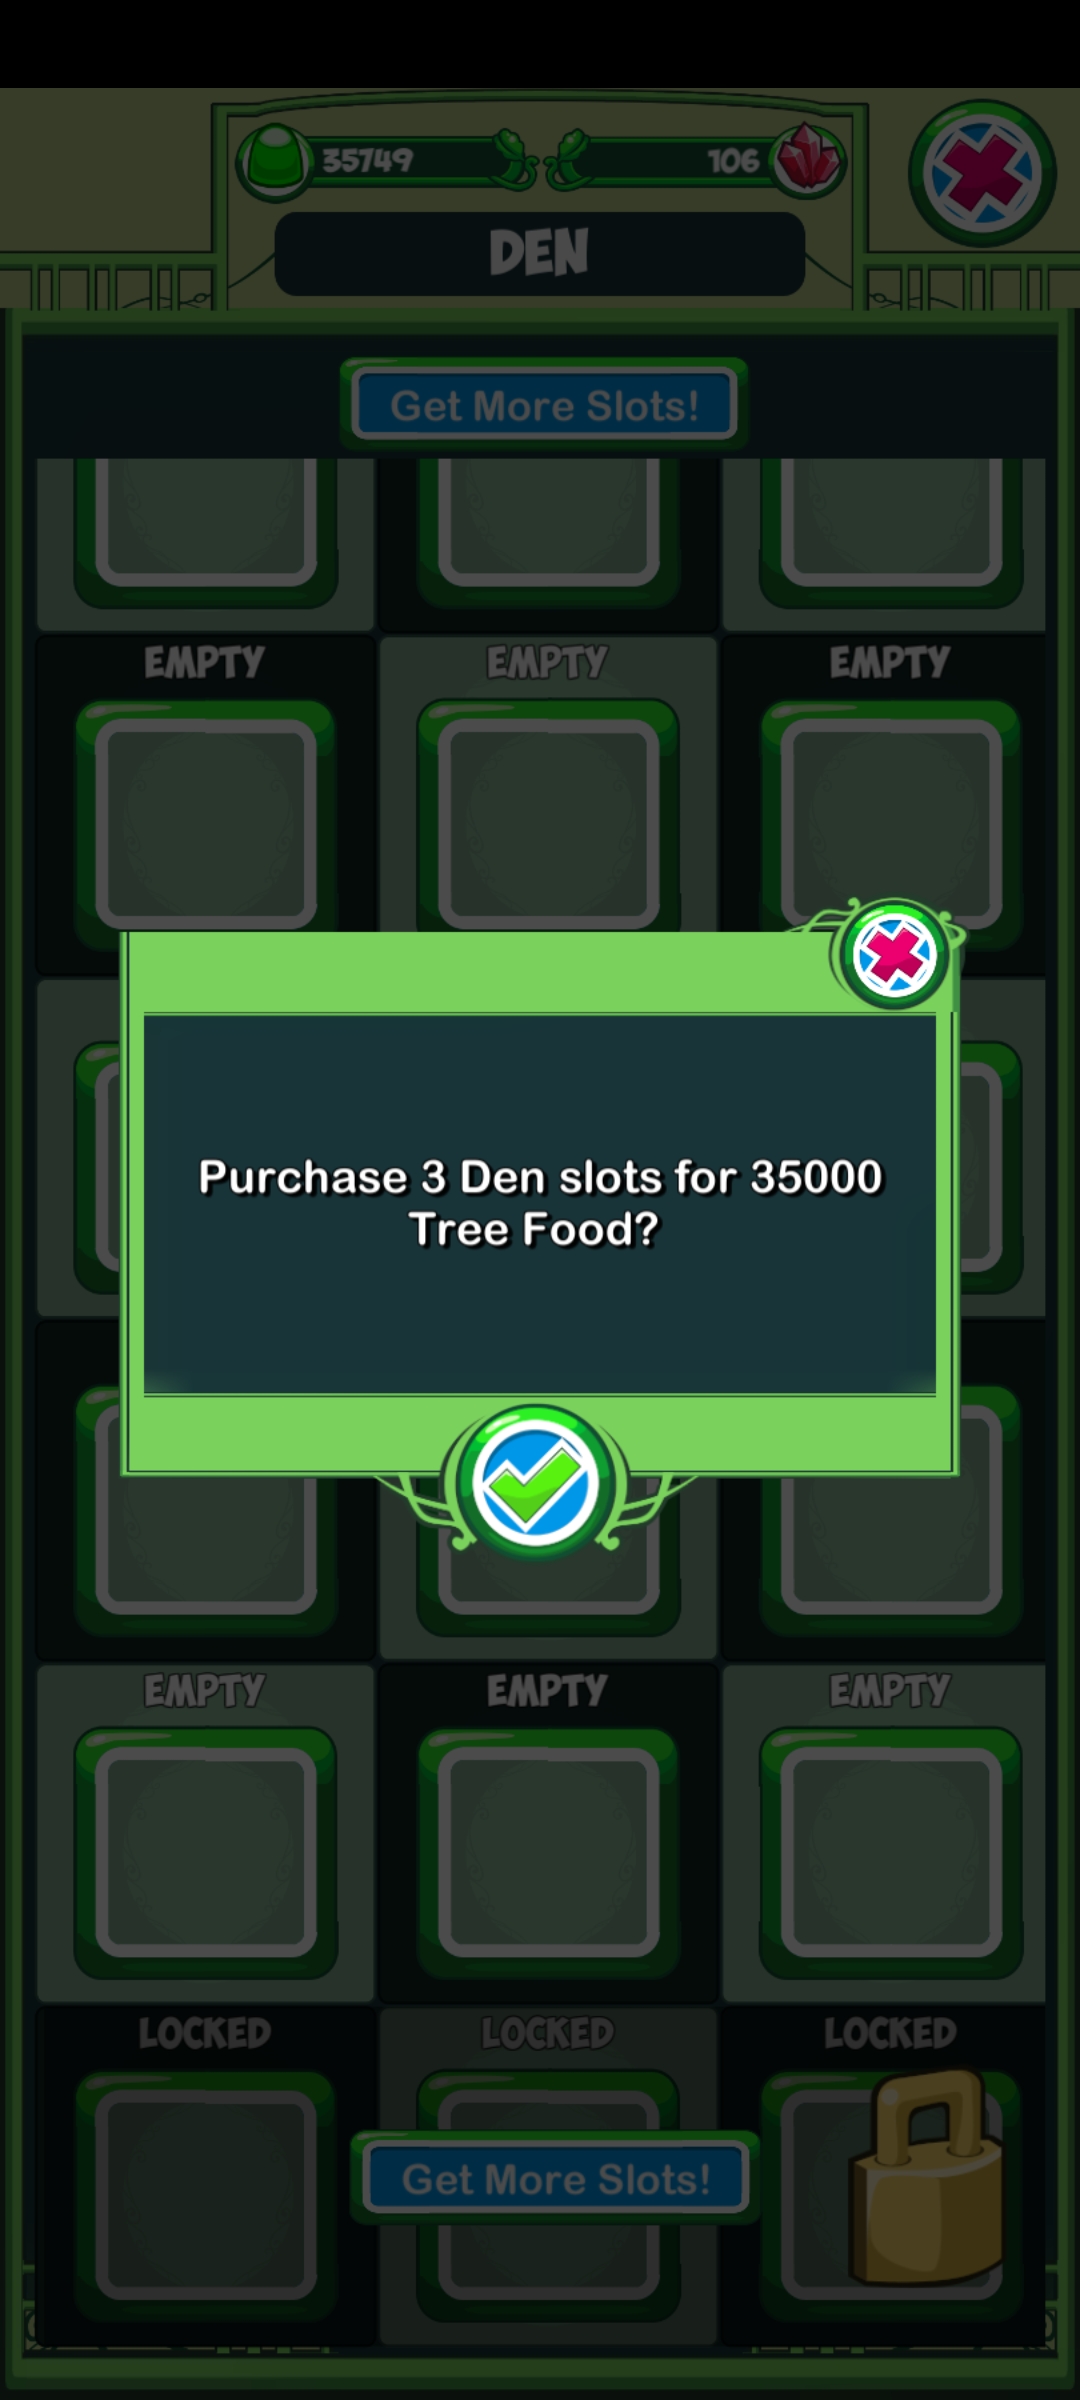 35749
106
DEN
Get More Slots!
EMPTY
EMPTY
EMPTY
Purchase 3 Den slots for 35000
Tree Food?
EMPTY
EMPTY
EMPTY
LOCKED
LOCKED
LOCKED
Get More Slots!